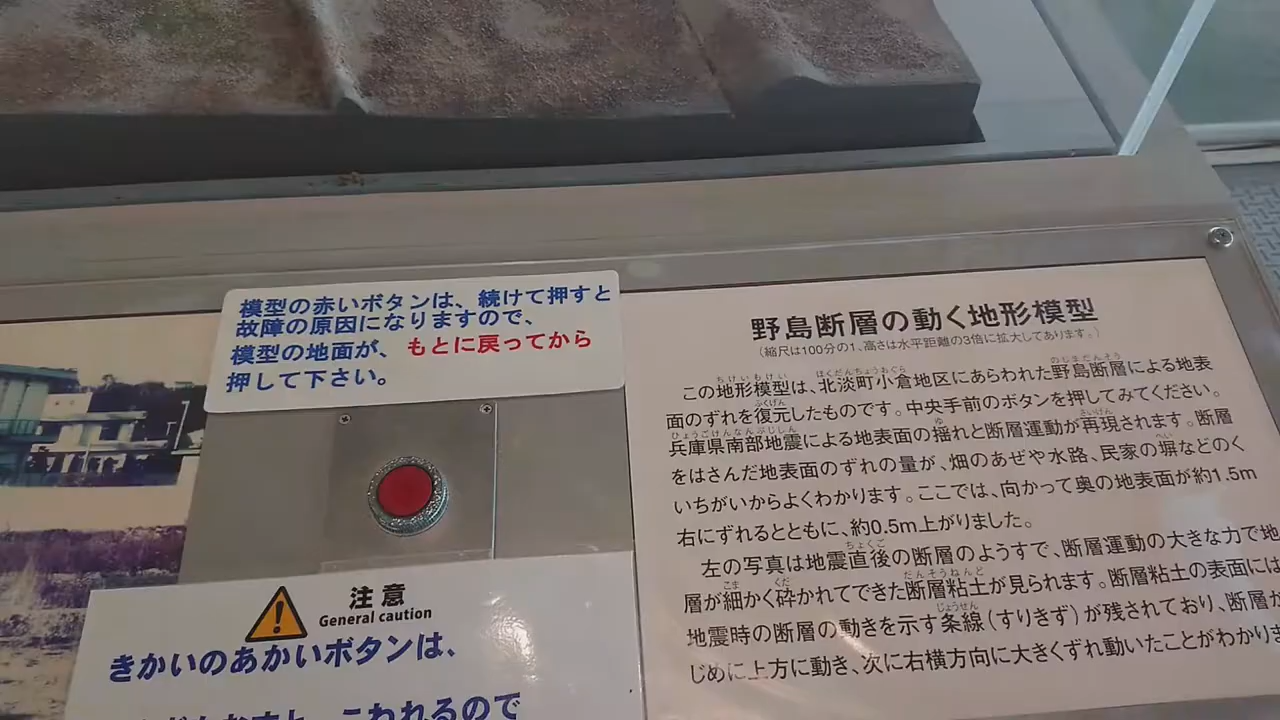 模型の赤いボタンは、続けて押すと
故障の原因になりますので、
模型の地面が、もとに戻ってから
押して下さい。
注意
General caution
きかいのあかいボタンは、
こわれるので
野島断層の動く地形模型
(縮尺は100分の1、高さは水平距離の3倍に拡大してあります。)
この地形模型は、北淡町小倉地区にあらわれた野島断層による地表
面のずれを復元したものです。中央手前のボタンを押してみてください。
兵庫県南部地震による地表面の揺れと断層運動が再現されます。断層
をはさんだ地表面のずれの量が、畑のあぜや水路、民家の塀などのく
いちがいからよくわかります。ここでは、向かって奥の地表面が約1.5m
右にずれるとともに、約0.5m上がりました。
左の写真は地震直後の断層のようすで、断層運動の大きな力で地
層が細かく砕かれてできた断層粘土が見られます。断層粘土の表面には
地震時の断層の動きを示す条線(すりきず)が残されており、断層が
じめに上方に動き、次に右横方向に大きくずれ動いたことがわかりま